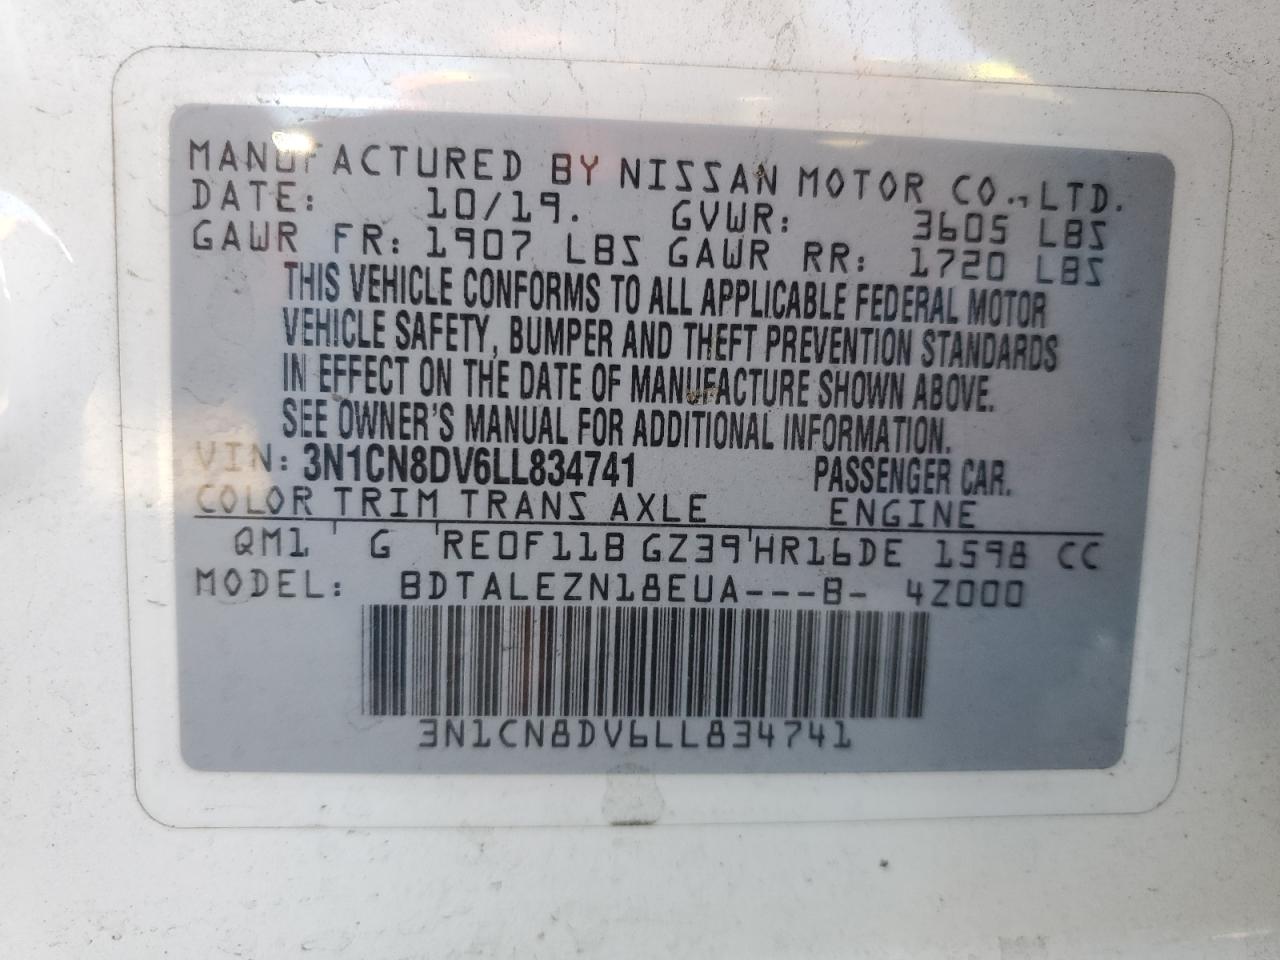 MANUFACTURED BY NISSAN MOTOR CO., LTD.
DATE: 10/19. GVWR: 3605 LBS
GAWR FR: 1907 LBS GAWR RR: 1720 LBS
THIS VEHICLE CONFORMS TO ALL APPLICABLE FEDERAL MOTOR
VEHICLE SAFETY, BUMPER AND THEFT PREVENTION STANDARDS
IN EFFECT ON THE DATE OF MANUFACTURE SHOWN ABOVE.
SEE OWNER'S MANUAL FOR ADDITIONAL INFORMATION.
VIN: 3N1CN8DV6LL834741 PASSENGER CAR.
COLOR TRIM TRANS AXLE ENGINE
QM1 G RE0F11B GZ39 HR16DE 1598 CC
MODEL: BDTALEZN18EUA---B- 4Z000
3N1CN8DV6LL834741